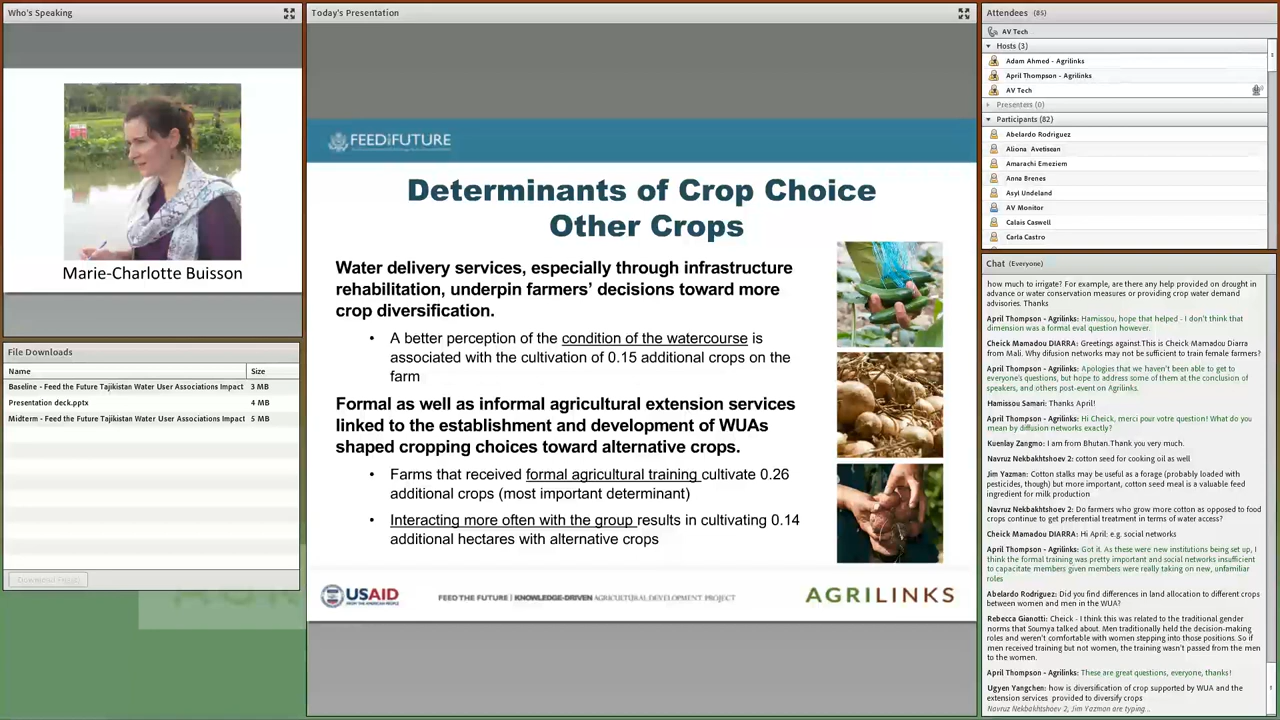 Who's Speaking
Marie-Charlotte Buisson
File Downloads
Name Size
Baseline - Feed the Future Tajikistan Water User Associations Impact 3 MB
Presentation deck.pptx 4 MB
Midterm - Feed the Future Tajikistan Water User Associations Impact 5 MB
Download File(s)
Today's Presentation
FEED THE FUTURE
Determinants of Crop Choice
Other Crops
Water delivery services, especially through infrastructure
rehabilitation, underpin farmers' decisions toward more
crop diversification.
• A better perception of the condition of the watercourse is
associated with the cultivation of 0.15 additional crops on the
farm
Formal as well as informal agricultural extension services
linked to the establishment and development of WUAs
shaped cropping choices toward alternative crops.
• Farms that received formal agricultural training cultivate 0.26
additional crops (most important determinant)
• Interacting more often with the group results in cultivating 0.14
additional hectares with alternative crops
USAID
FROM THE AMERICAN PEOPLE
FEED THE FUTURE | KNOWLEDGE-DRIVEN AGRICULTURAL DEVELOPMENT PROJECT
AGRILINKS
Attendees (85)
AV Tech
Hosts (3)
Adam Ahmed - Agrilinks
April Thompson - Agrilinks
AV Tech
Presenters (0)
Participants (82)
Abelardo Rodriguez
Aliona Avetisean
Amarachi Emeziem
Anna Brenes
Asyl Undeland
AV Monitor
Calais Caswell
Carla Castro
Chat (Everyone)
how much to irrigate? For example, are there any help provided on drought in
advance or water conservation measures or providing crop water demand
advisories. Thanks
April Thompson - Agrilinks: Hamissou, hope that helped - I don't think that
dimension was a formal eval question however.
Cheick Mamadou DIARRA: Greetings against.This is Cheick Mamadou Diarra
from Mali. Why difusion networks may not be sufficient to train female farmers?
April Thompson - Agrilinks: Apologies that we haven't been able to get to
everyone's questions, but hope to address some of them at the conclusion of
speakers, and others post-event on Agrilinks.
Hamissou Samari: Thanks April!
April Thompson - Agrilinks: Hi Cheick, merci pour votre question! What do you
mean by diffusion networks exactly?
Kuenlay Zangmo: I am from Bhutan.Thank you very much.
Navruz Nekbakhtshoev 2: cotton seed for cooking oil as well
Jim Yazman: Cotton stalks may be useful as a forage (probably loaded with
pesticides, though) but more important, cotton seed meal is a valuable feed
ingredient for milk production
Navruz Nekbakhtshoev 2: Do farmers who grow more cotton as opposed to food
crops continue to get preferential treatment in terms of water access?
Cheick Mamadou DIARRA: Hi April: e.g. social networks
April Thompson - Agrilinks: Got it. As these were new institutions being set up, I
think the formal training was pretty important and social networks insufficient
to capacitate members given members were really taking on new, unfamiliar
roles
Abelardo Rodriguez: Did you find differences in land allocation to different crops
between women and men in the WUA?
Rebecca Gianotti: Cheick - I think this was related to the traditional gender
norms that Soumya talked about. Men traditionally held the decision-making
roles and weren't comfortable with women stepping into those positions. So if
men received training but not women, the training wasn't passed from the men
to the women.
April Thompson - Agrilinks: These are great questions, everyone, thanks!
Ugyen Yangchen: how is diversification of crop supported by WUA and the
extension services provided to diversify crops
Navruz Nekbakhtshoev 2, Jim Yazman are typing...